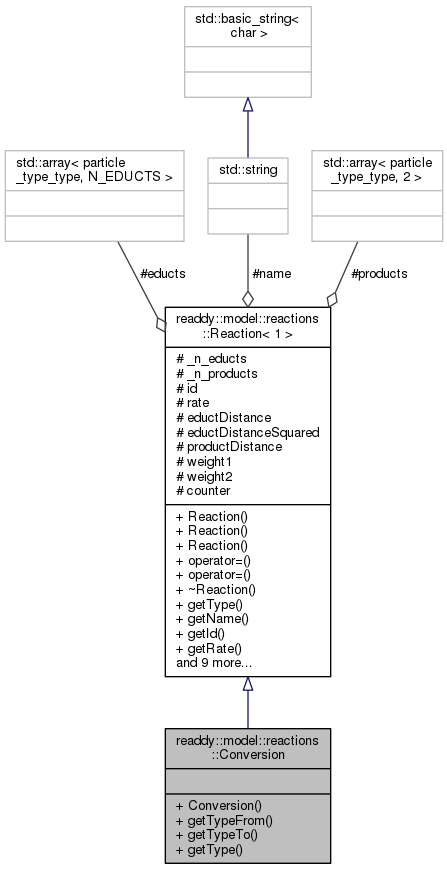 std::basic_string<
char >
std::array< particle
_type_type, N_EDUCTS >
std::string
std::array< particle
_type_type, 2 >
#educts
#name
#products
readdy::model::reactions
::Reaction< 1 >
# _n_educts
# _n_products
# id
# rate
# eductDistance
# eductDistanceSquared
# productDistance
# weight1
# weight2
# counter
+ Reaction()
+ Reaction()
+ Reaction()
+ operator=()
+ operator=()
+ ~Reaction()
+ getType()
+ getName()
+ getId()
+ getRate()
and 9 more...
readdy::model::reactions
::Conversion
+ Conversion()
+ getTypeFrom()
+ getTypeTo()
+ getType()